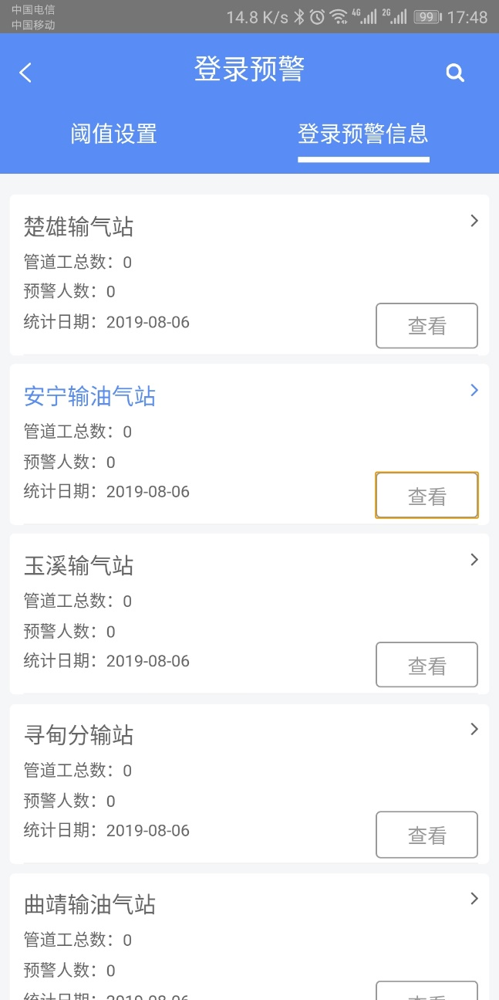 中国电信
中国移动
14.8 K/s 4G 2G 99 17:48
登录预警
阈值设置 登录预警信息
楚雄输气站
管道工总数：0
预警人数：0
统计日期：2019-08-06
查看
安宁输油气站
管道工总数：0
预警人数：0
统计日期：2019-08-06
查看
玉溪输气站
管道工总数：0
预警人数：0
统计日期：2019-08-06
查看
寻甸分输站
管道工总数：0
预警人数：0
统计日期：2019-08-06
查看
曲靖输油气站
管道工总数：0
预警人数：0
统计日期：2019-08-06
查看